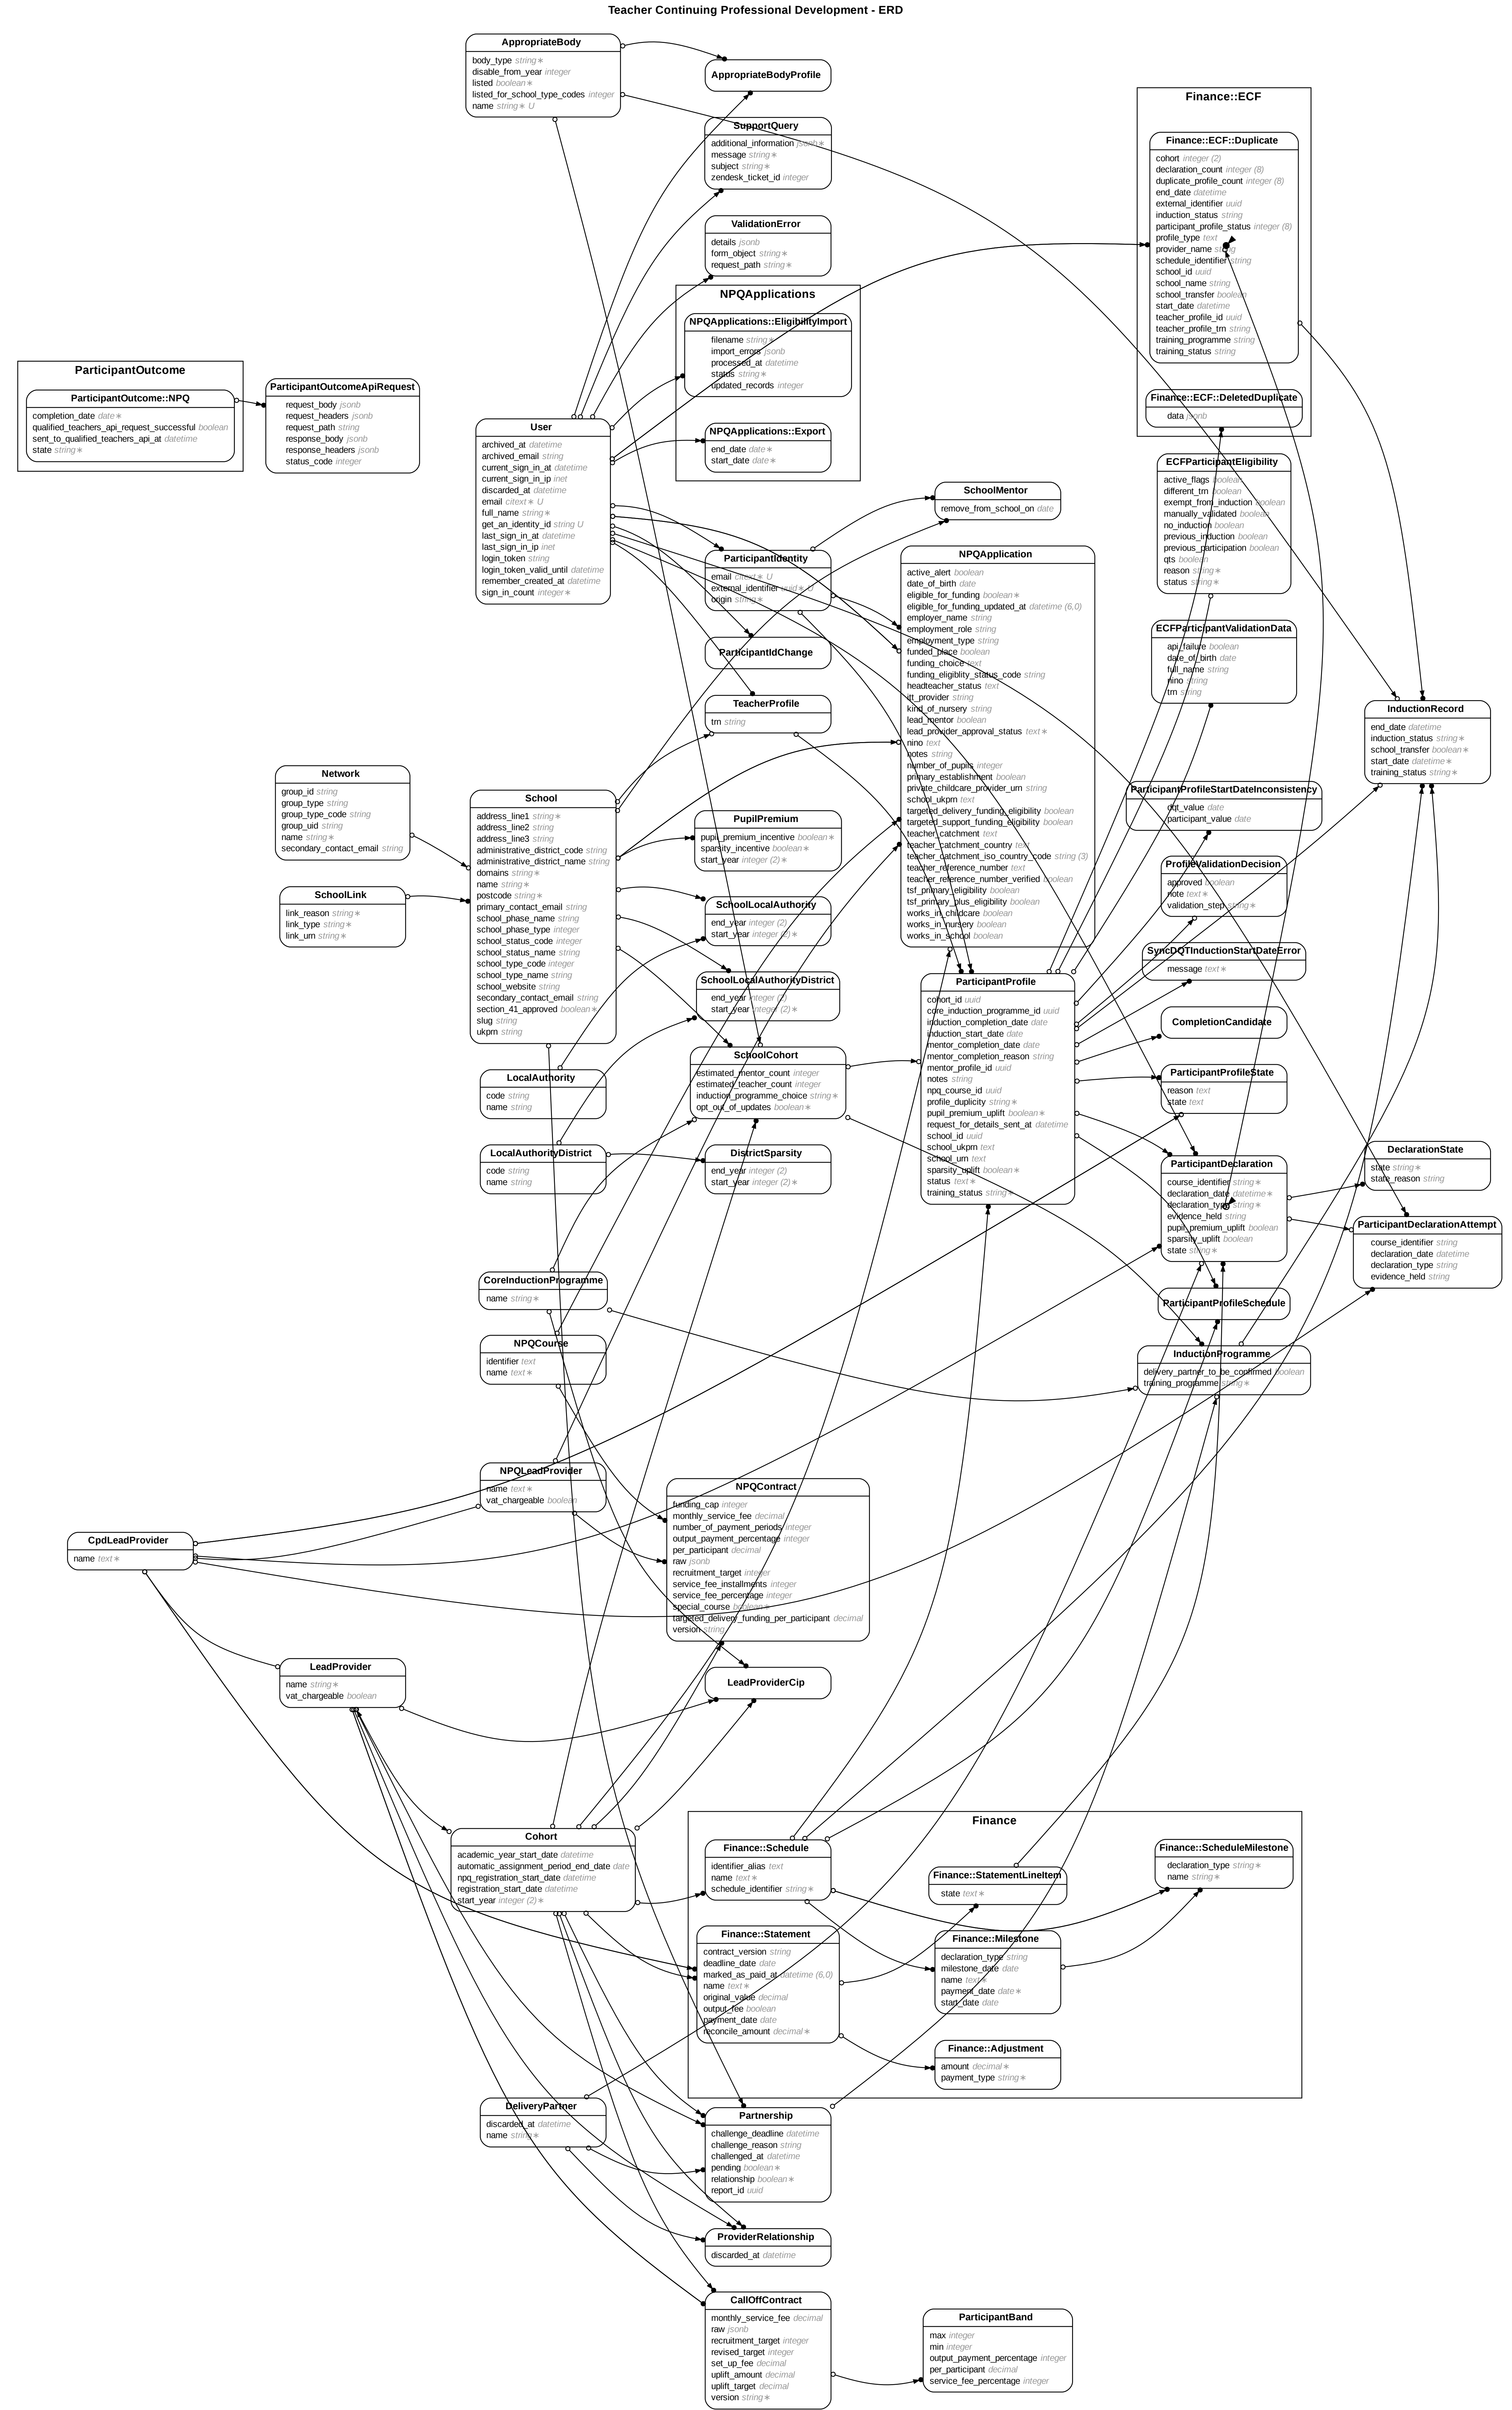 Teacher Continuing Professional Development - ERD
AppropriateBody
body_type string∗
disable_from_year integer
listed boolean∗
listed_for_school_type_codes integer
name string∗ U
AppropriateBodyProfile
SupportQuery
additional_information jsonb∗
message string∗
subject string∗
zendesk_ticket_id integer
ValidationError
details jsonb
form_object string∗
request_path string∗
NPQApplications
NPQApplications::EligibilityImport
filename string∗
import_errors jsonb
processed_at datetime
status string∗
updated_records integer
NPQApplications::Export
end_date date∗
start_date date∗
Finance::ECF
Finance::ECF::Duplicate
cohort integer (2)
declaration_count integer (8)
duplicate_profile_count integer (8)
end_date datetime
external_identifier uuid
induction_status string
participant_profile_status integer (8)
profile_type text
provider_name string
schedule_identifier string
school_id uuid
school_name string
school_transfer boolean
start_date datetime
teacher_profile_id uuid
teacher_profile_trn string
training_programme string
training_status string
Finance::ECF::DeletedDuplicate
data jsonb
ParticipantOutcome
ParticipantOutcome::NPQ
completion_date date∗
qualified_teachers_api_request_successful boolean
sent_to_qualified_teachers_api_at datetime
state string∗
ParticipantOutcomeApiRequest
request_body jsonb
request_headers jsonb
request_path string
response_body jsonb
response_headers jsonb
status_code integer
User
archived_at datetime
archived_email string
current_sign_in_at datetime
current_sign_in_ip inet
discarded_at datetime
email citext∗ U
full_name string∗
get_an_identity_id string U
last_sign_in_at datetime
last_sign_in_ip inet
login_token string
login_token_valid_until datetime
remember_created_at datetime
sign_in_count integer∗
ECFParticipantEligibility
active_flags boolean
different_trn boolean
exempt_from_induction boolean
manually_validated boolean
no_induction boolean
previous_induction boolean
previous_participation boolean
qts boolean
reason string∗
status string∗
SchoolMentor
remove_from_school_on date
ParticipantIdentity
email citext∗ U
external_identifier uuid∗ U
origin string∗
ParticipantIdChange
TeacherProfile
trn string
NPQApplication
active_alert boolean
date_of_birth date
eligible_for_funding boolean∗
eligible_for_funding_updated_at datetime (6,0)
employer_name string
employment_role string
employment_type string
funded_place boolean
funding_choice text
funding_eligiblity_status_code string
headteacher_status text
itt_provider string
kind_of_nursery string
lead_mentor boolean
lead_provider_approval_status text∗
nino text
notes string
number_of_pupils integer
primary_establishment boolean
private_childcare_provider_urn string
school_ukprn text
targeted_delivery_funding_eligibility boolean
targeted_support_funding_eligibility boolean
teacher_catchment text
teacher_catchment_country text
teacher_catchment_iso_country_code string (3)
teacher_reference_number text
teacher_reference_number_verified boolean
tsf_primary_eligibility boolean
tsf_primary_plus_eligibility boolean
works_in_childcare boolean
works_in_nursery boolean
works_in_school boolean
ECFParticipantValidationData
api_failure boolean
date_of_birth date
full_name string
nino string
trn string
InductionRecord
end_date datetime
induction_status string∗
school_transfer boolean∗
start_date datetime∗
training_status string∗
Network
group_id string
group_type string
group_type_code string
group_uid string
name string∗
secondary_contact_email string
SchoolLink
link_reason string∗
link_type string∗
link_urn string∗
School
address_line1 string∗
address_line2 string
address_line3 string
administrative_district_code string
administrative_district_name string
domains string∗
name string∗
postcode string∗
primary_contact_email string
school_phase_name string
school_phase_type integer
school_status_code integer
school_status_name string
school_type_code integer
school_type_name string
school_website string
secondary_contact_email string
section_41_approved boolean∗
slug string
ukprn string
PupilPremium
pupil_premium_incentive boolean∗
sparsity_incentive boolean∗
start_year integer (2)∗
SchoolLocalAuthority
end_year integer (2)
start_year integer (2)∗
SchoolLocalAuthorityDistrict
end_year integer (2)
start_year integer (2)∗
ParticipantProfileStartDateInconsistency
dqt_value date
participant_value date
ProfileValidationDecision
approved boolean
note text∗
validation_step string∗
SyncDQTInductionStartDateError
message text∗
CompletionCandidate
ParticipantProfileState
reason text
state text
ParticipantProfile
cohort_id uuid
core_induction_programme_id uuid
induction_completion_date date
induction_start_date date
mentor_completion_date date
mentor_completion_reason string
mentor_profile_id uuid
notes string
npq_course_id uuid
profile_duplicity string∗
pupil_premium_uplift boolean∗
request_for_details_sent_at datetime
school_id uuid
school_ukprn text
school_urn text
sparsity_uplift boolean∗
status text∗
training_status string∗
SchoolCohort
estimated_mentor_count integer
estimated_teacher_count integer
induction_programme_choice string∗
opt_out_of_updates boolean∗
LocalAuthority
code string
name string
LocalAuthorityDistrict
code string
name string
DistrictSparsity
end_year integer (2)
start_year integer (2)∗
ParticipantDeclaration
course_identifier string∗
declaration_date datetime∗
declaration_type string∗
evidence_held string
pupil_premium_uplift boolean
sparsity_uplift boolean
state string∗
DeclarationState
state string∗
state_reason string
ParticipantDeclarationAttempt
course_identifier string
declaration_date datetime
declaration_type string
evidence_held string
ParticipantProfileSchedule
InductionProgramme
delivery_partner_to_be_confirmed boolean
training_programme string∗
CoreInductionProgramme
name string∗
NPQCourse
identifier text
name text∗
NPQLeadProvider
name text∗
vat_chargeable boolean
CpdLeadProvider
name text∗
NPQContract
funding_cap integer
monthly_service_fee decimal
number_of_payment_periods integer
output_payment_percentage integer
per_participant decimal
raw jsonb
recruitment_target integer
service_fee_installments integer
service_fee_percentage integer
special_course boolean∗
targeted_delivery_funding_per_participant decimal
version string
LeadProvider
name string∗
vat_chargeable boolean
LeadProviderCip
Cohort
academic_year_start_date datetime
automatic_assignment_period_end_date date
npq_registration_start_date datetime
registration_start_date datetime
start_year integer (2)∗
Finance
Finance::Schedule
identifier_alias text
name text∗
schedule_identifier string∗
Finance::StatementLineItem
state text∗
Finance::ScheduleMilestone
declaration_type string∗
name string∗
Finance::Statement
contract_version string
deadline_date date
marked_as_paid_at datetime (6,0)
name text∗
original_value decimal
output_fee boolean
payment_date date
reconcile_amount decimal∗
Finance::Milestone
declaration_type string
milestone_date date
name text∗
payment_date date∗
start_date date
Finance::Adjustment
amount decimal∗
payment_type string∗
DeliveryPartner
discarded_at datetime
name string∗
Partnership
challenge_deadline datetime
challenge_reason string
challenged_at datetime
pending boolean∗
relationship boolean∗
report_id uuid
ProviderRelationship
discarded_at datetime
CallOffContract
monthly_service_fee decimal
raw jsonb
recruitment_target integer
revised_target integer
set_up_fee decimal
uplift_amount decimal
uplift_target decimal
version string∗
ParticipantBand
max integer
min integer
output_payment_percentage integer
per_participant decimal
service_fee_percentage integer